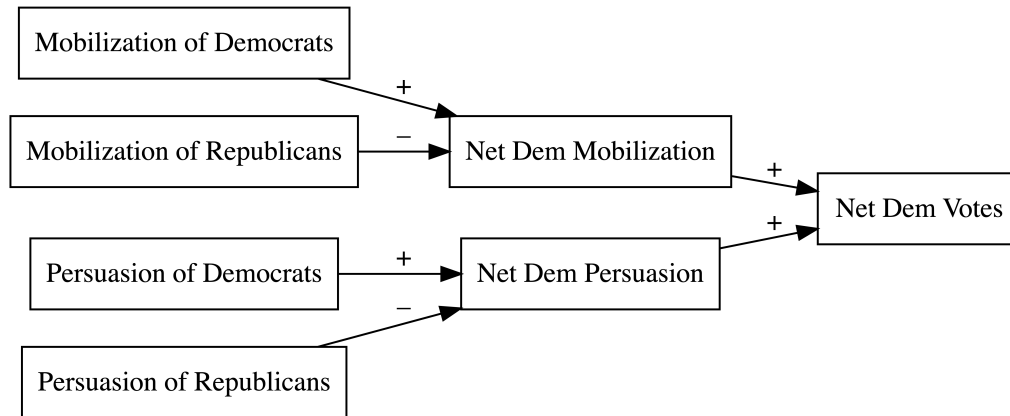 Mobilization of Democrats
+
Mobilization of Republicans
–
Net Dem Mobilization
+
Net Dem Votes
Persuasion of Democrats
+
Net Dem Persuasion
+
–
Persuasion of Republicans